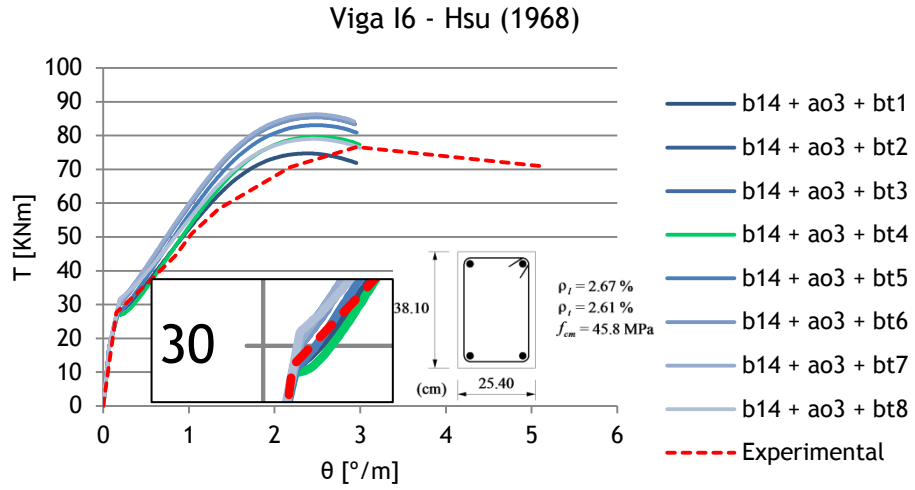 Viga I6 - Hsu (1968)
T [KNm]
100
90
80
70
60
50
40
30
20
10
0
0 1 2 3 4 5 6
θ [°/m]
30
38.10
(cm)
25.40
ρl = 2.67 %
ρt = 2.61 %
fcm = 45.8 MPa
b14 + ao3 + bt1
b14 + ao3 + bt2
b14 + ao3 + bt3
b14 + ao3 + bt4
b14 + ao3 + bt5
b14 + ao3 + bt6
b14 + ao3 + bt7
b14 + ao3 + bt8
Experimental